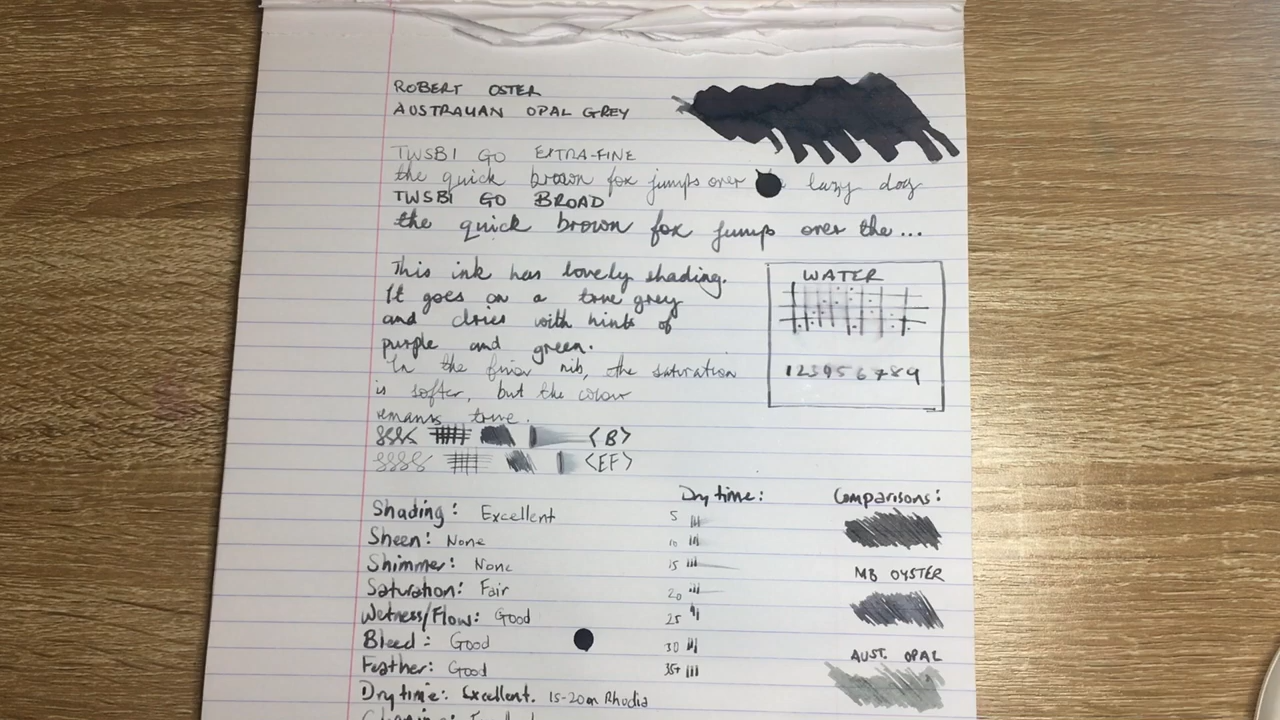 ROBERT OSTER
AUSTRALIAN OPAL GREY
TWSBI GO EXTRA-FINE
the quick brown fox jumps over lazy dog
TWSBI GO BROAD
the quick brown fox jumps over the...
This ink has lovely shading.
It goes on a true grey
and dries with hints of
purple and green.
In the finer nib, the saturation
is softer, but the colour
remains true.
<B>
<EF>
WATER
123456789
Shading: Excellent
Sheen: None
Shimmer: None
Saturation: Fair
Wetness/Flow: Good
Bleed: Good
Feather: Good
Dry time: Excellent. 15-20 on Rhodia
Dry time:
5
10
15
20
25
30
35+
Comparisons:
MB OYSTER
AUST. OPAL